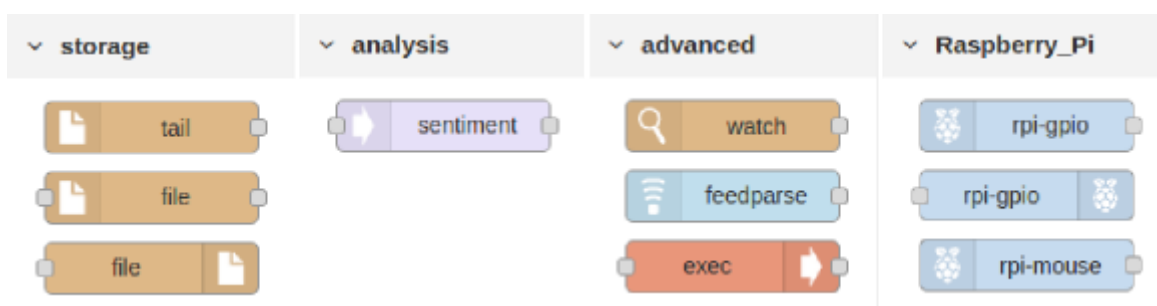 storage
tail
file
file
analysis
sentiment
advanced
watch
feedparse
exec
Raspberry_Pi
rpi-gpio
rpi-gpio
rpi-mouse